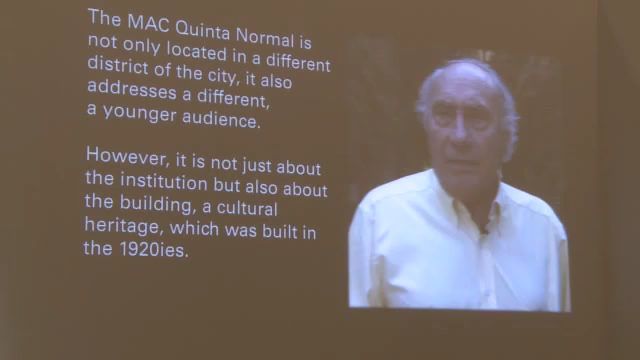 The MAC Quinta Normal is
not only located in a different
district of the city, it also
addresses a different,
a younger audience.
However, it is not just about
the institution but also about
the building, a cultural
heritage, which was built in
the 1920ies.